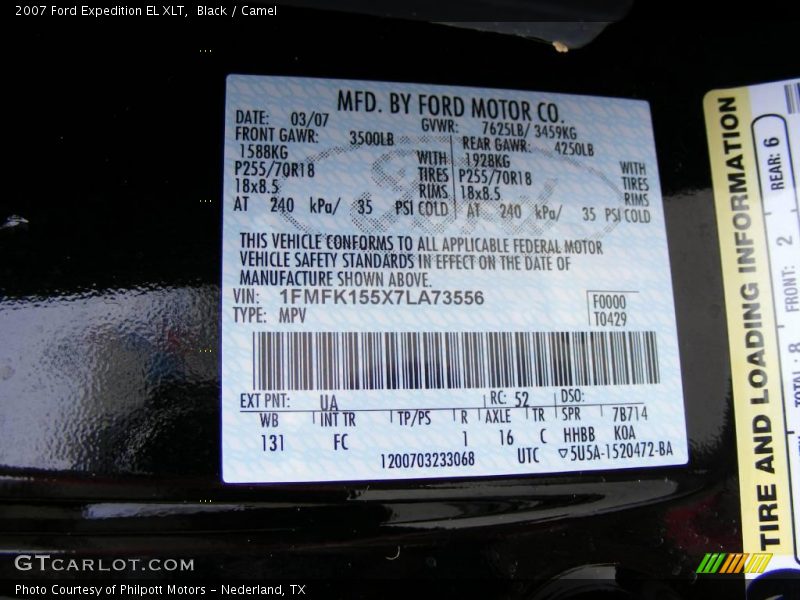 2007 Ford Expedition EL XLT, Black / Camel
MFD. BY FORD MOTOR CO.
DATE: 03/07 GVWR: 7625LB/ 3459KG
FRONT GAWR: 3500LB REAR GAWR: 4250LB
1588KG WITH 1928KG WITH
P255/70R18 TIRES P255/70R18 TIRES
18x8.5 RIMS 18x8.5 RIMS
AT 240 kPa/ 35 PSI COLD AT 240 kPa/ 35 PSI COLD
THIS VEHICLE CONFORMS TO ALL APPLICABLE FEDERAL MOTOR
VEHICLE SAFETY STANDARDS IN EFFECT ON THE DATE OF
MANUFACTURE SHOWN ABOVE.
VIN: 1FMFK155X7LA73556 F0000
TYPE: MPV T0429
EXT PNT: UA RC: 52 DSO:
WB INT TR TP/PS R AXLE TR SPR 7B714
131 FC 1 16 C HHBB KOA
1200703233068 UTC ▽5U5A-1520472-BA
TIRE AND LOADING INFORMATION
TOTAL: 8 FRONT: 2 REAR: 6
GTCARLOT.COM
Photo Courtesy of Philpott Motors – Nederland, TX